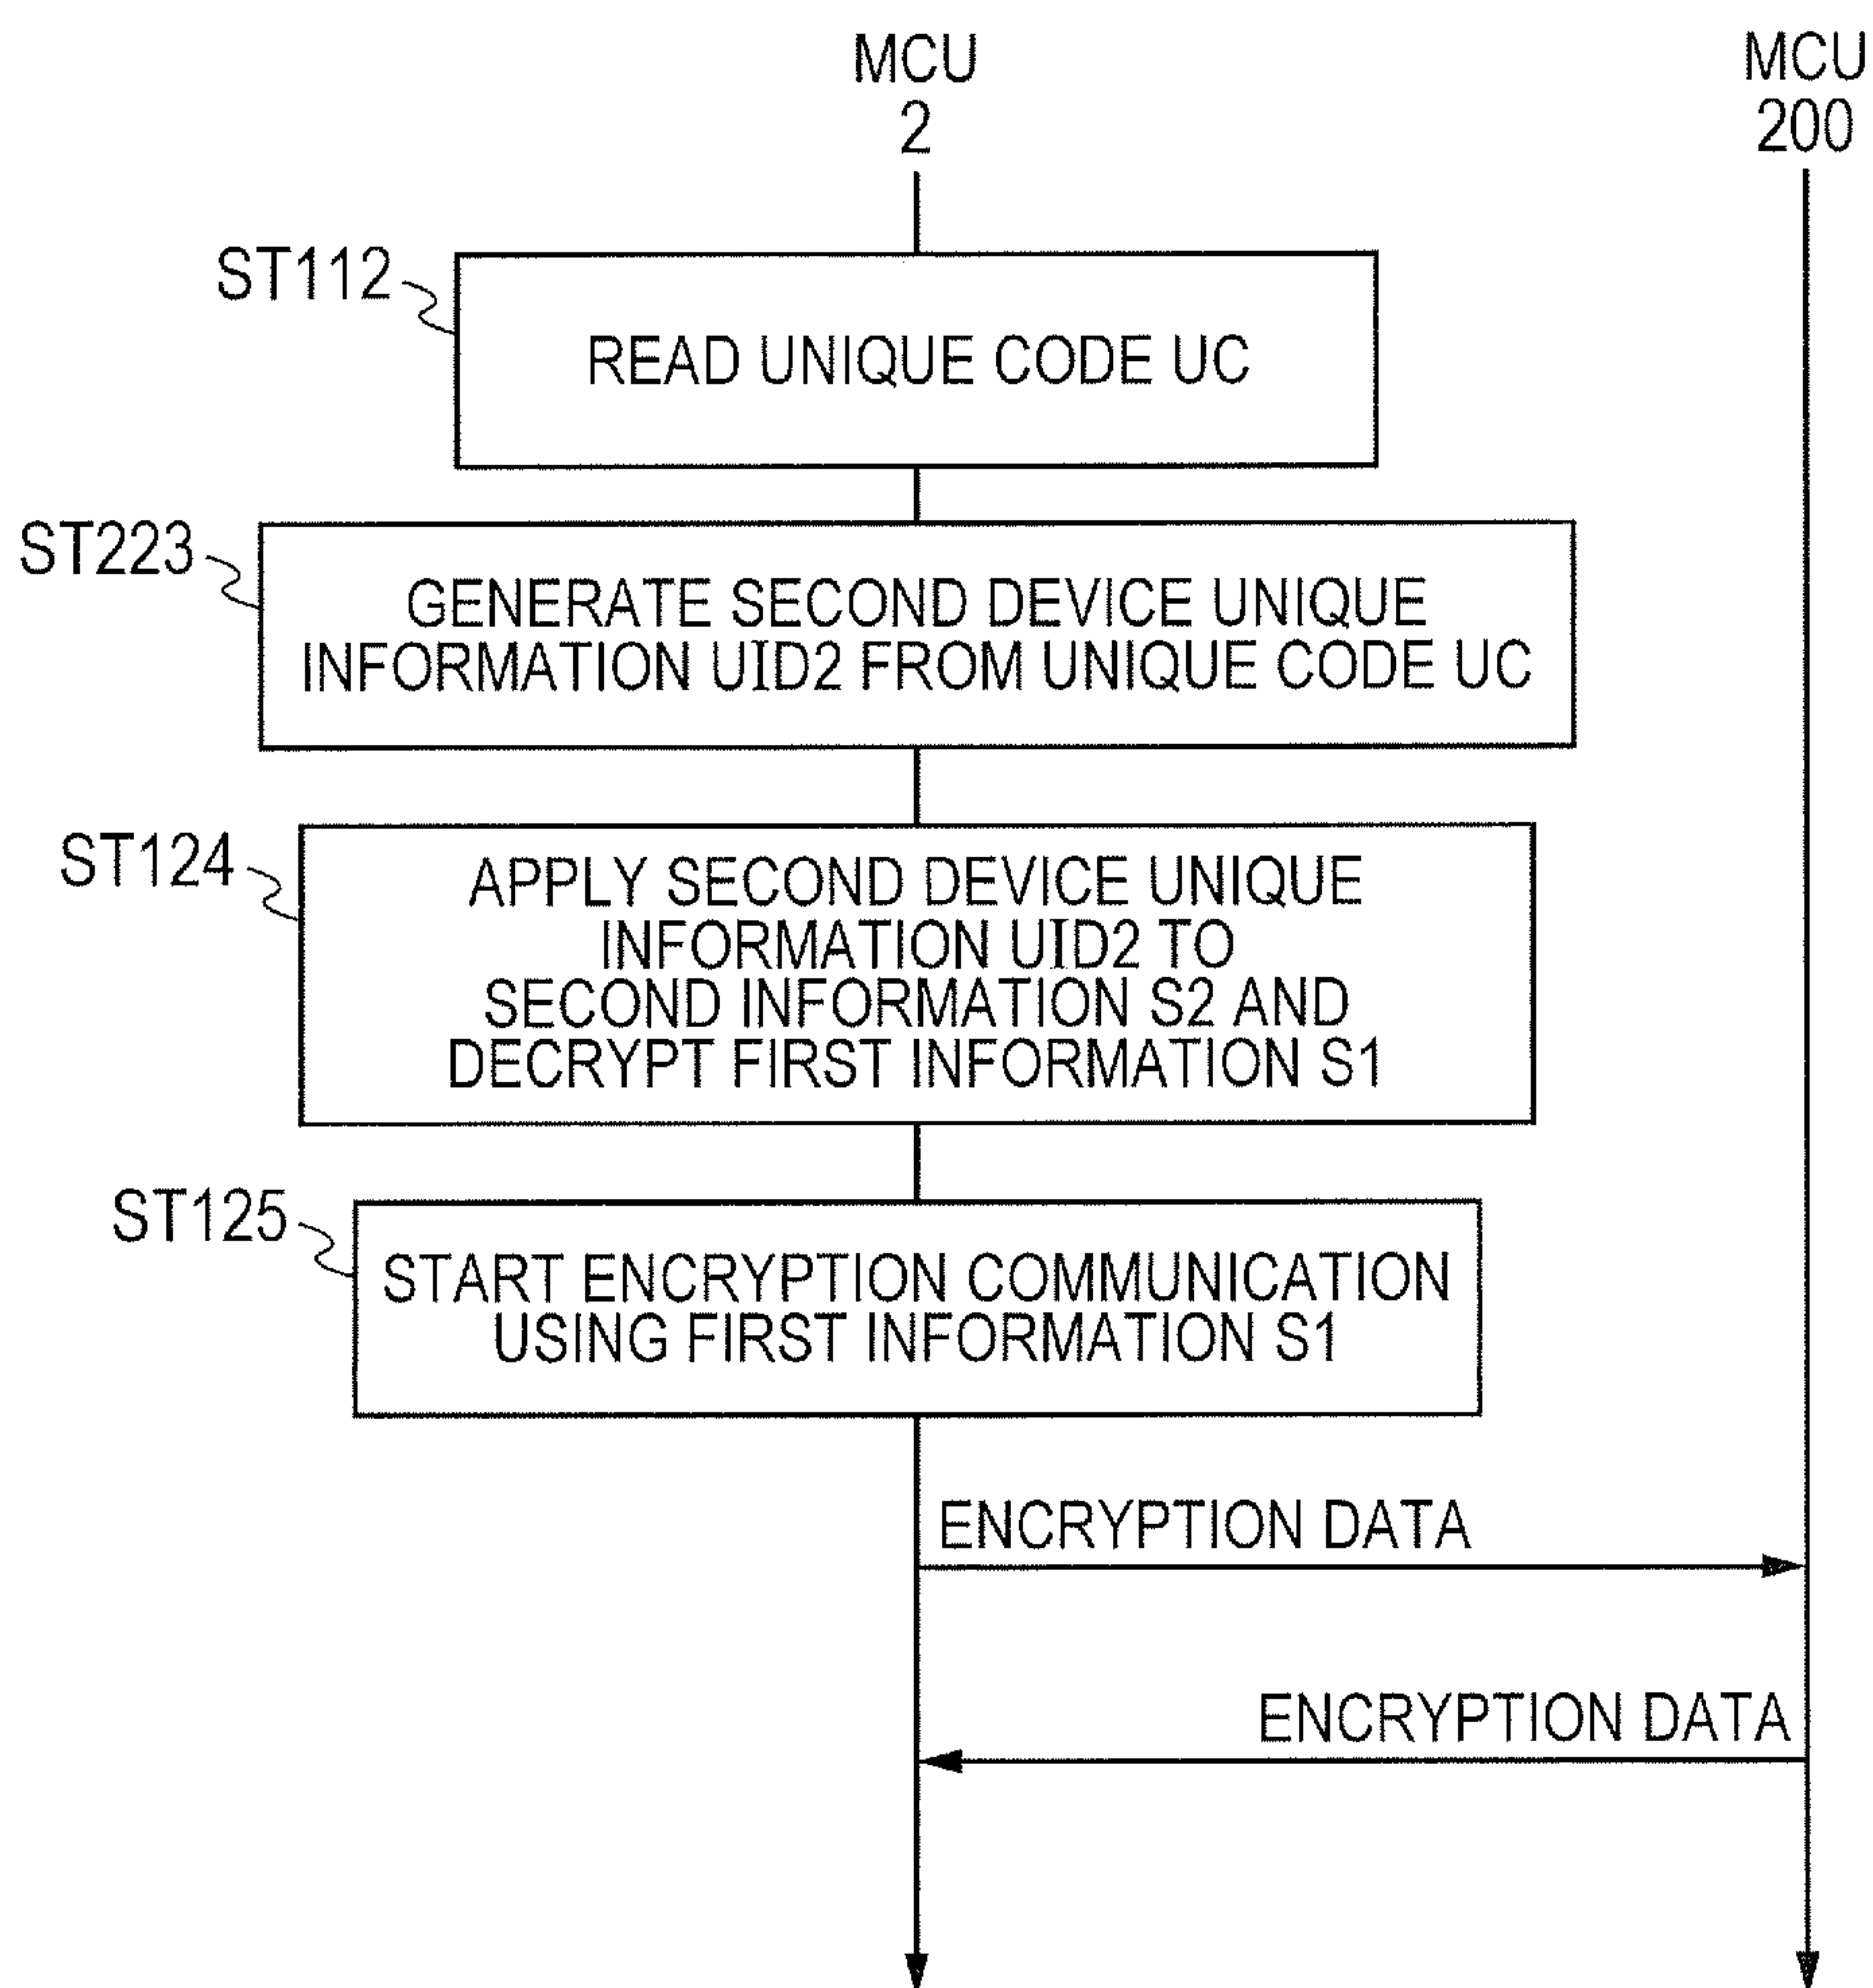 MCU
2
MCU
200
ST112
READ UNIQUE CODE UC
ST223
GENERATE SECOND DEVICE UNIQUE
INFORMATION UID2 FROM UNIQUE CODE UC
ST124
APPLY SECOND DEVICE UNIQUE
INFORMATION UID2 TO
SECOND INFORMATION S2 AND
DECRYPT FIRST INFORMATION S1
ST125
START ENCRYPTION COMMUNICATION
USING FIRST INFORMATION S1
ENCRYPTION DATA
ENCRYPTION DATA